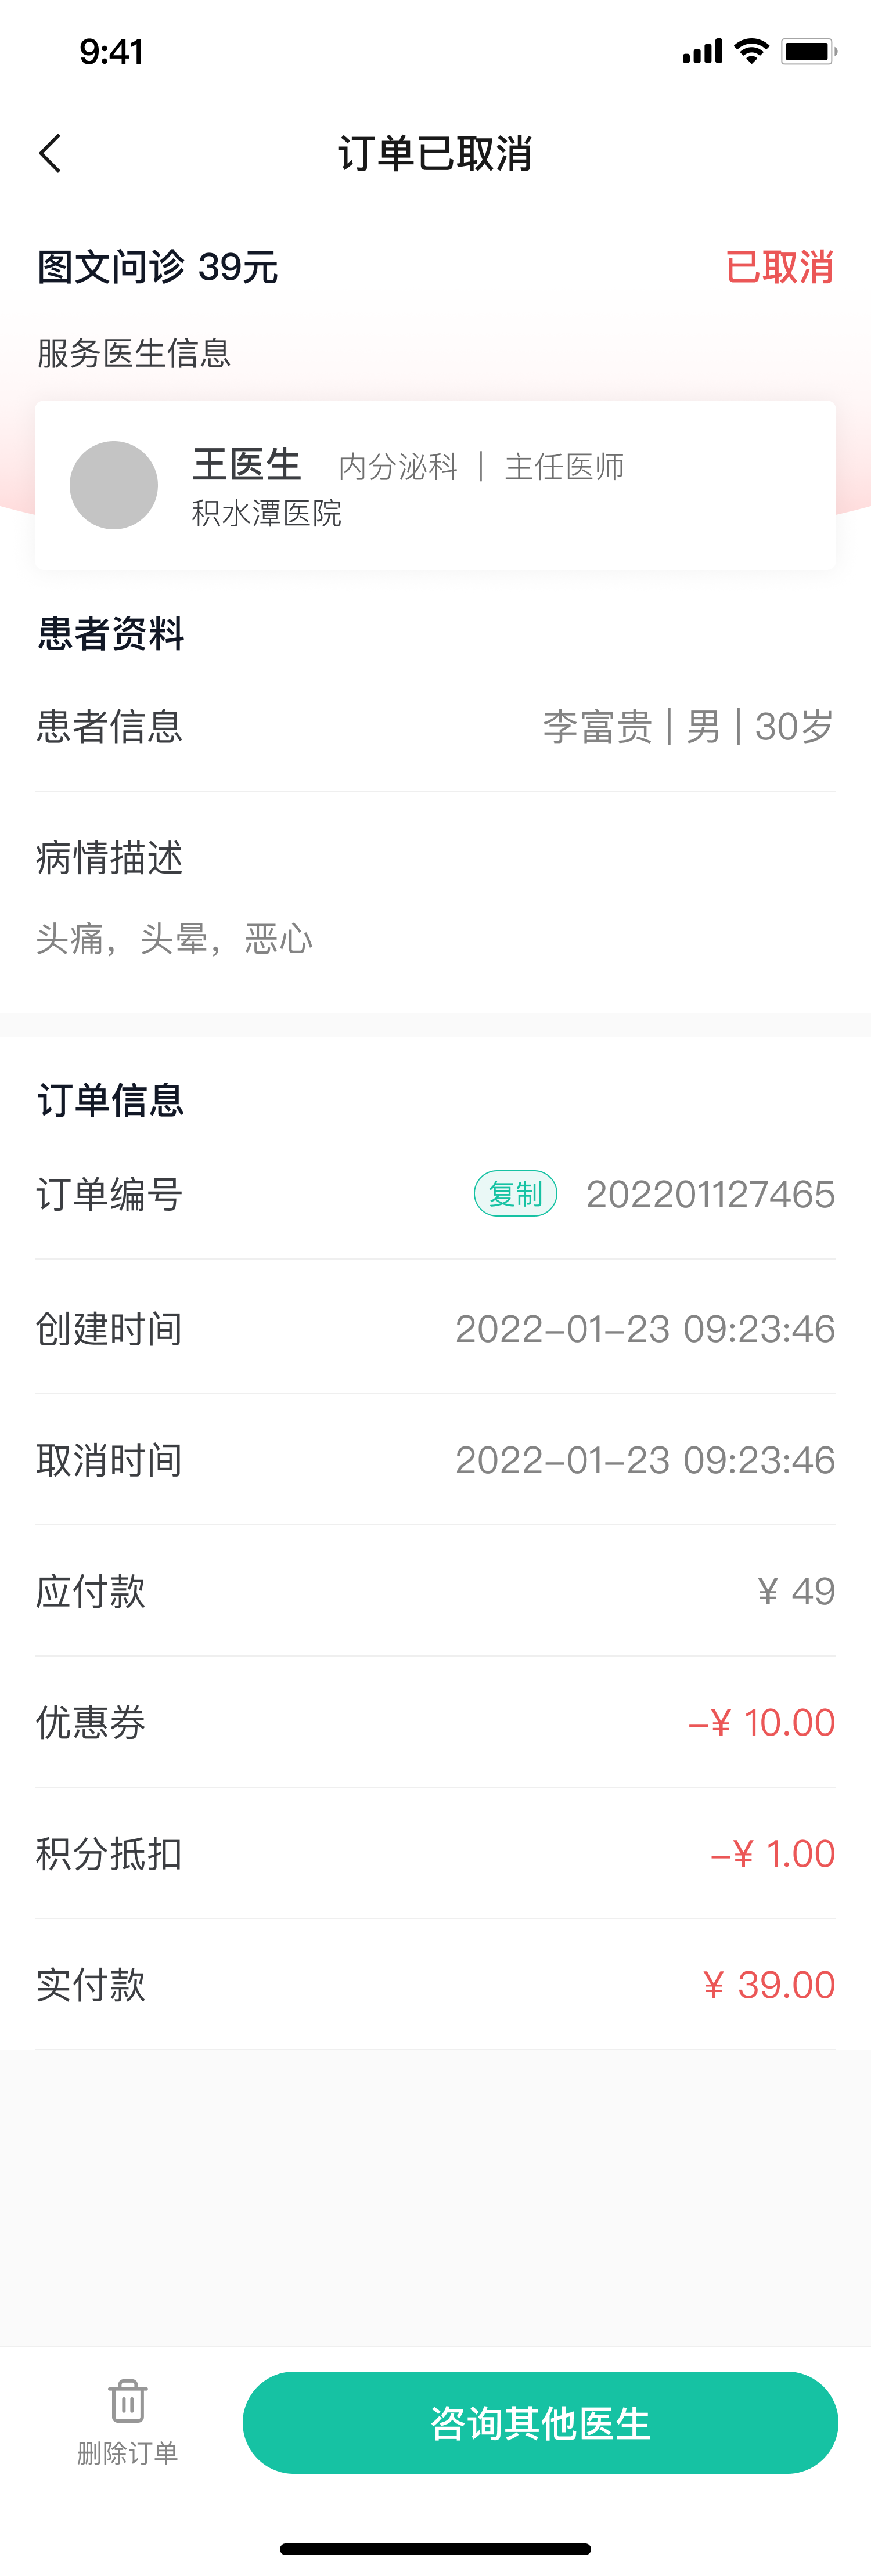 9:41
订单已取消
图文问诊 39元 已取消
服务医生信息
王医生 内分泌科 | 主任医师
积水潭医院
患者资料
患者信息 李富贵 | 男 | 30岁
病情描述
头痛，头晕，恶心
订单信息
订单编号 复制 202201127465
创建时间 2022-01-23 09:23:46
取消时间 2022-01-23 09:23:46
应付款 ¥ 49
优惠券 -¥ 10.00
积分抵扣 -¥ 1.00
实付款 ¥ 39.00
咨询其他医生
删除订单